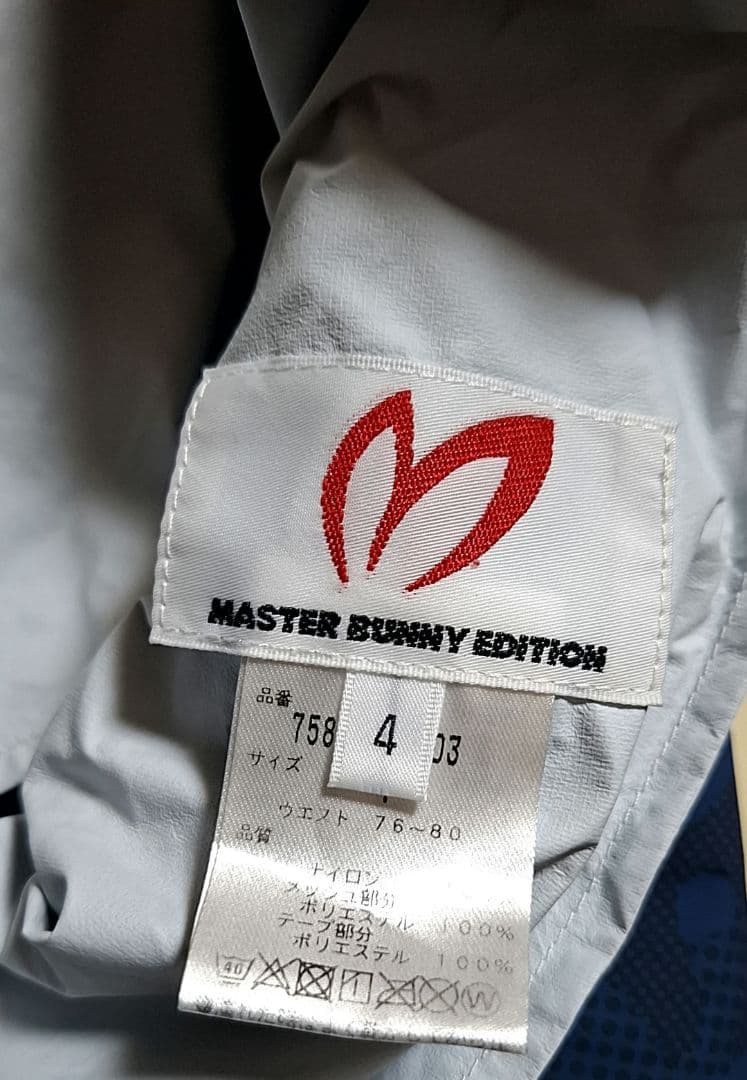 MASTER BUNNY EDITION
品番
758 03
4
サイズ
ウエスト 76~80
品質
ナイロン
メッシュ部分
ポリエステル 100%
テープ部分
ポリエステル 100%
40
W